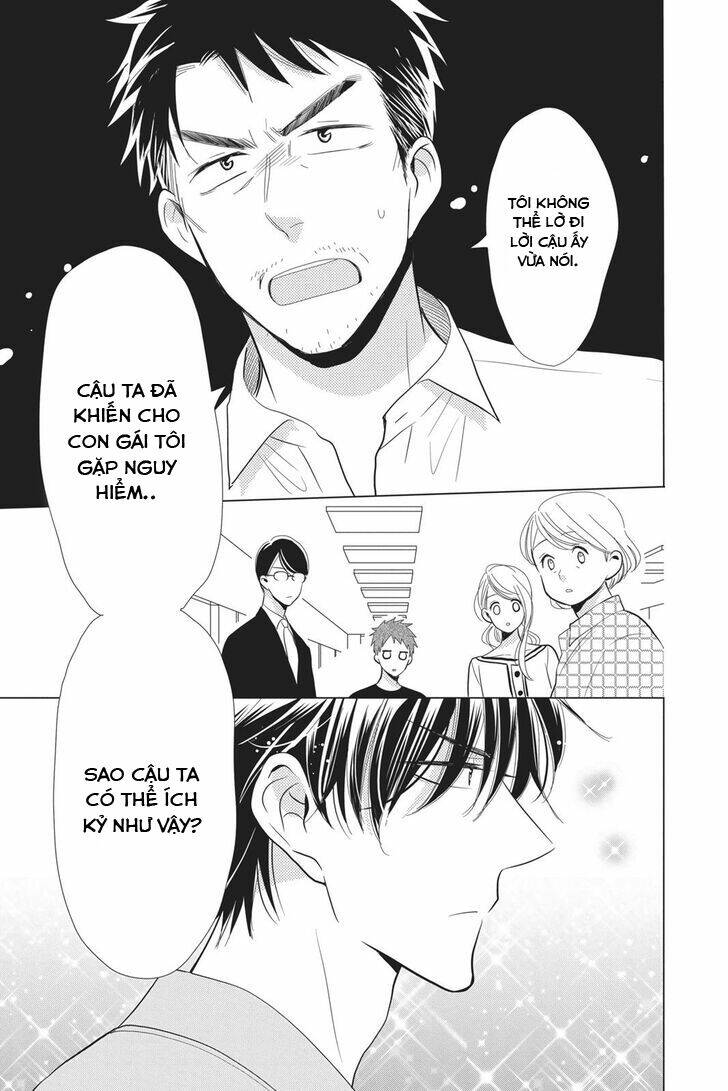 TÔI KHÔNG
THỂ LỜ ĐI
LỜI CẬU ẤY
VỪA NÓI.
CẬU TA ĐÃ
KHIẾN CHO
CON GÁI TÔI
GẶP NGUY
HIỂM..
SAO CẬU TA
CÓ THỂ ÍCH
KỶ NHƯ VẬY?